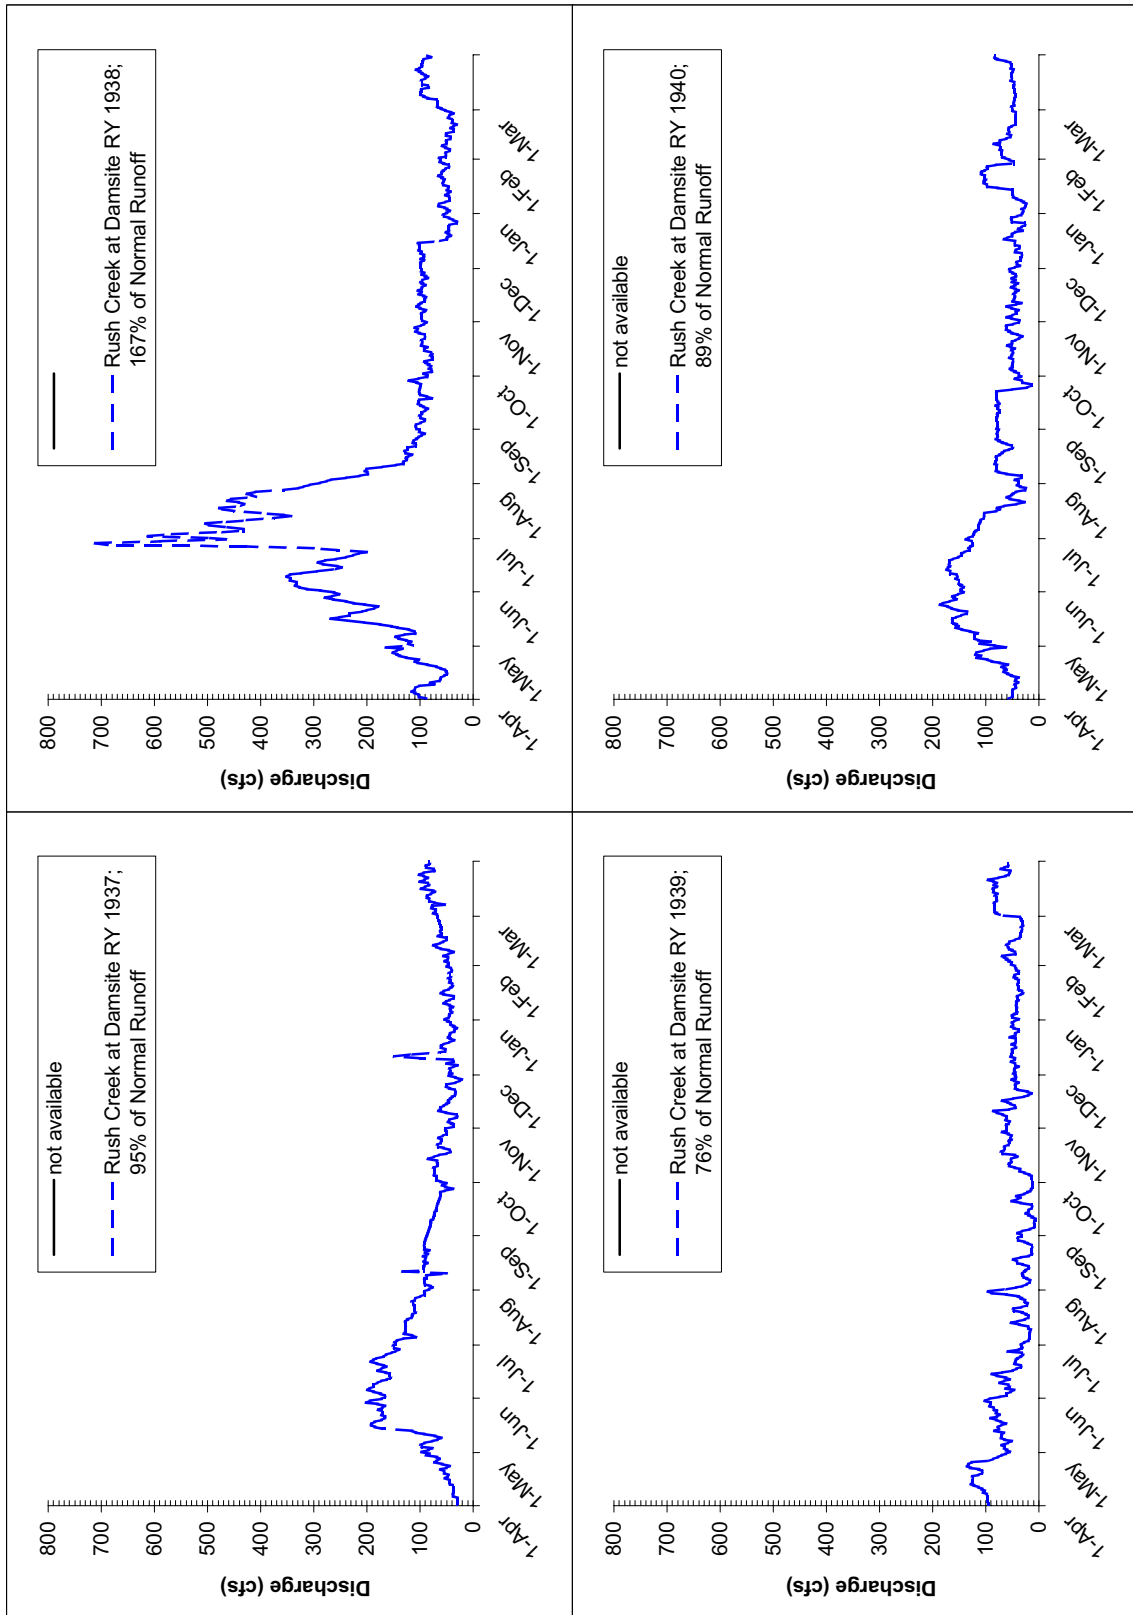 800
700
600
500
400
300
200
100
0
Discharge (cfs)
1-Apr
1-May
1-Jun
1-Jul
1-Aug
1-Sep
1-Oct
1-Nov
1-Dec
1-Jan
1-Feb
1-Mar
not available
Rush Creek at Damsite RY 1937;
95% of Normal Runoff
800
700
600
500
400
300
200
100
0
Discharge (cfs)
1-Apr
1-May
1-Jun
1-Jul
1-Aug
1-Sep
1-Oct
1-Nov
1-Dec
1-Jan
1-Feb
1-Mar
Rush Creek at Damsite RY 1938;
167% of Normal Runoff
800
700
600
500
400
300
200
100
0
Discharge (cfs)
1-Apr
1-May
1-Jun
1-Jul
1-Aug
1-Sep
1-Oct
1-Nov
1-Dec
1-Jan
1-Feb
1-Mar
not available
Rush Creek at Damsite RY 1939;
76% of Normal Runoff
800
700
600
500
400
300
200
100
0
Discharge (cfs)
1-Apr
1-May
1-Jun
1-Jul
1-Aug
1-Sep
1-Oct
1-Nov
1-Dec
1-Jan
1-Feb
1-Mar
not available
Rush Creek at Damsite RY 1940;
89% of Normal Runoff